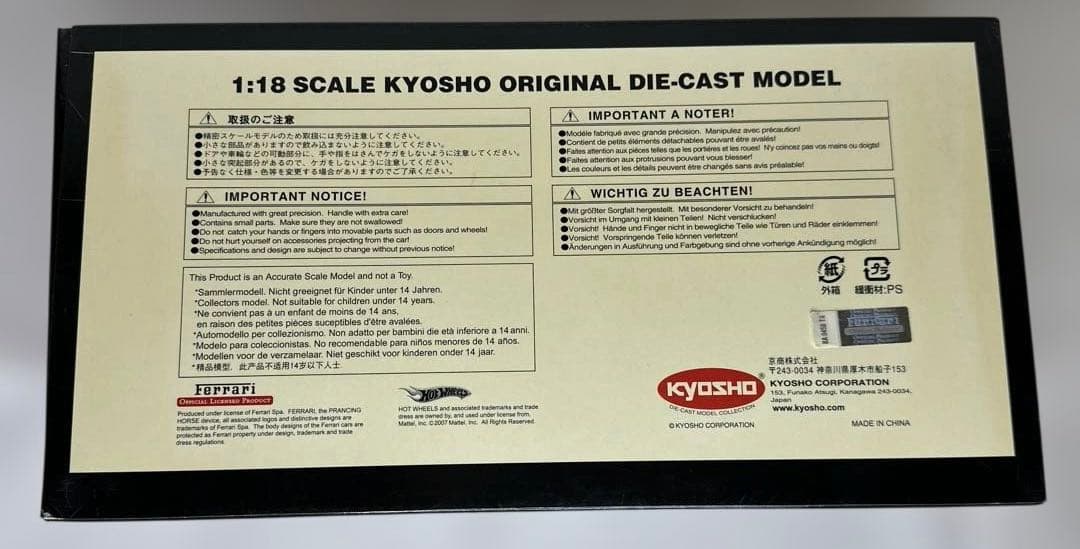 1:18 SCALE KYOSHO ORIGINAL DIE-CAST MODEL
取扱のご注意
●精密スケールモデルのため取扱には充分注意してください。
●小さな部品がありますので飲み込まないように注意してください。
●ドアや車輪などの可動部分に、手や指をはさんでケガをしないように注意してください。
●小さな突起部分があるので、ケガをしないように注意してください。
●予告なく仕様・色等を変更する場合がありますのでご了承ください。
IMPORTANT NOTICE!
●Manufactured with great precision. Handle with extra care!
●Contains small parts. Make sure they are not swallowed!
●Do not catch your hands or fingers into movable parts such as doors and wheels!
●Do not hurt yourself on accessories projecting from the car!
●Specifications and design are subject to change without previous notice!
IMPORTANT A NOTER!
●Modéle fabriqué avec grande précision. Manipulez avec précaution!
●Contient de petits éléments détachables pouvant être avalés!
●Faites attention aux pièces telles que les portières et les roues! N'y coincez pas vos mains ou doigts!
●Faites attention aux protrusions pouvant vous blesser!
●Les couleurs et les détails peuvent être changés sans avis préalable!
WICHTIG ZU BEACHTEN!
●Mit größter Sorgfalt hergestellt. Mit besonderer Vorsicht zu behandeln!
●Vorsicht im Umgang mit kleinen Teilen! Nicht verschlucken!
●Vorsicht! Hände und Finger nicht in bewegliche Teile wie Türen und Räder einklemmen!
●Vorsicht! Vorspringende Teile können verletzen!
●Änderungen in Ausführung und Farbgebung sind ohne vorherige Ankündigung möglich!
This Product is an Accurate Scale Model and not a Toy.
*Sammlermodell. Nicht geeignet für Kinder unter 14 Jahren.
*Collectors model. Not suitable for children under 14 years.
*Ne convient pas à un enfant de moins de 14 ans,
en raison des petites pièces suceptibles d'être avalées.
*Automodello per collezionismo. Non adatto per bambini die età inferiore a 14 anni.
*Modelo para coleccionistas. No recomendable para niños menores de 14 años.
*Modellen voor de verzamelaar. Niet geschikt voor kinderen onder 14 jaar.
*精品模型，此产品不适用14岁以下人士
紙
外箱
プラ
緩衝材:PS
Ferrari
Ferrari
OFFICIAL LICENSED PRODUCT
Produced under license of Ferrari Spa. FERRARI, the PRANCING
HORSE device, all associated logos and distinctive designs are
trademarks of Ferrari Spa. The body designs of the Ferrari cars are
protected as Ferrari property under design, trademark and trade
dress regulations.
HOT WHEELS
HOT WHEELS and associated trademarks and trade
dress are owned by, and used under license from,
Mattel, Inc. ©2007 Mattel, Inc. All Rights Reserved.
KYOSHO
DIE-CAST MODEL COLLECTION
© KYOSHO CORPORATION
京商株式会社
〒243-0034 神奈川県厚木市船子153
KYOSHO CORPORATION
153, Funako Atsugi, Kanagawa 243-0034,
Japan
www.kyosho.com
MADE IN CHINA